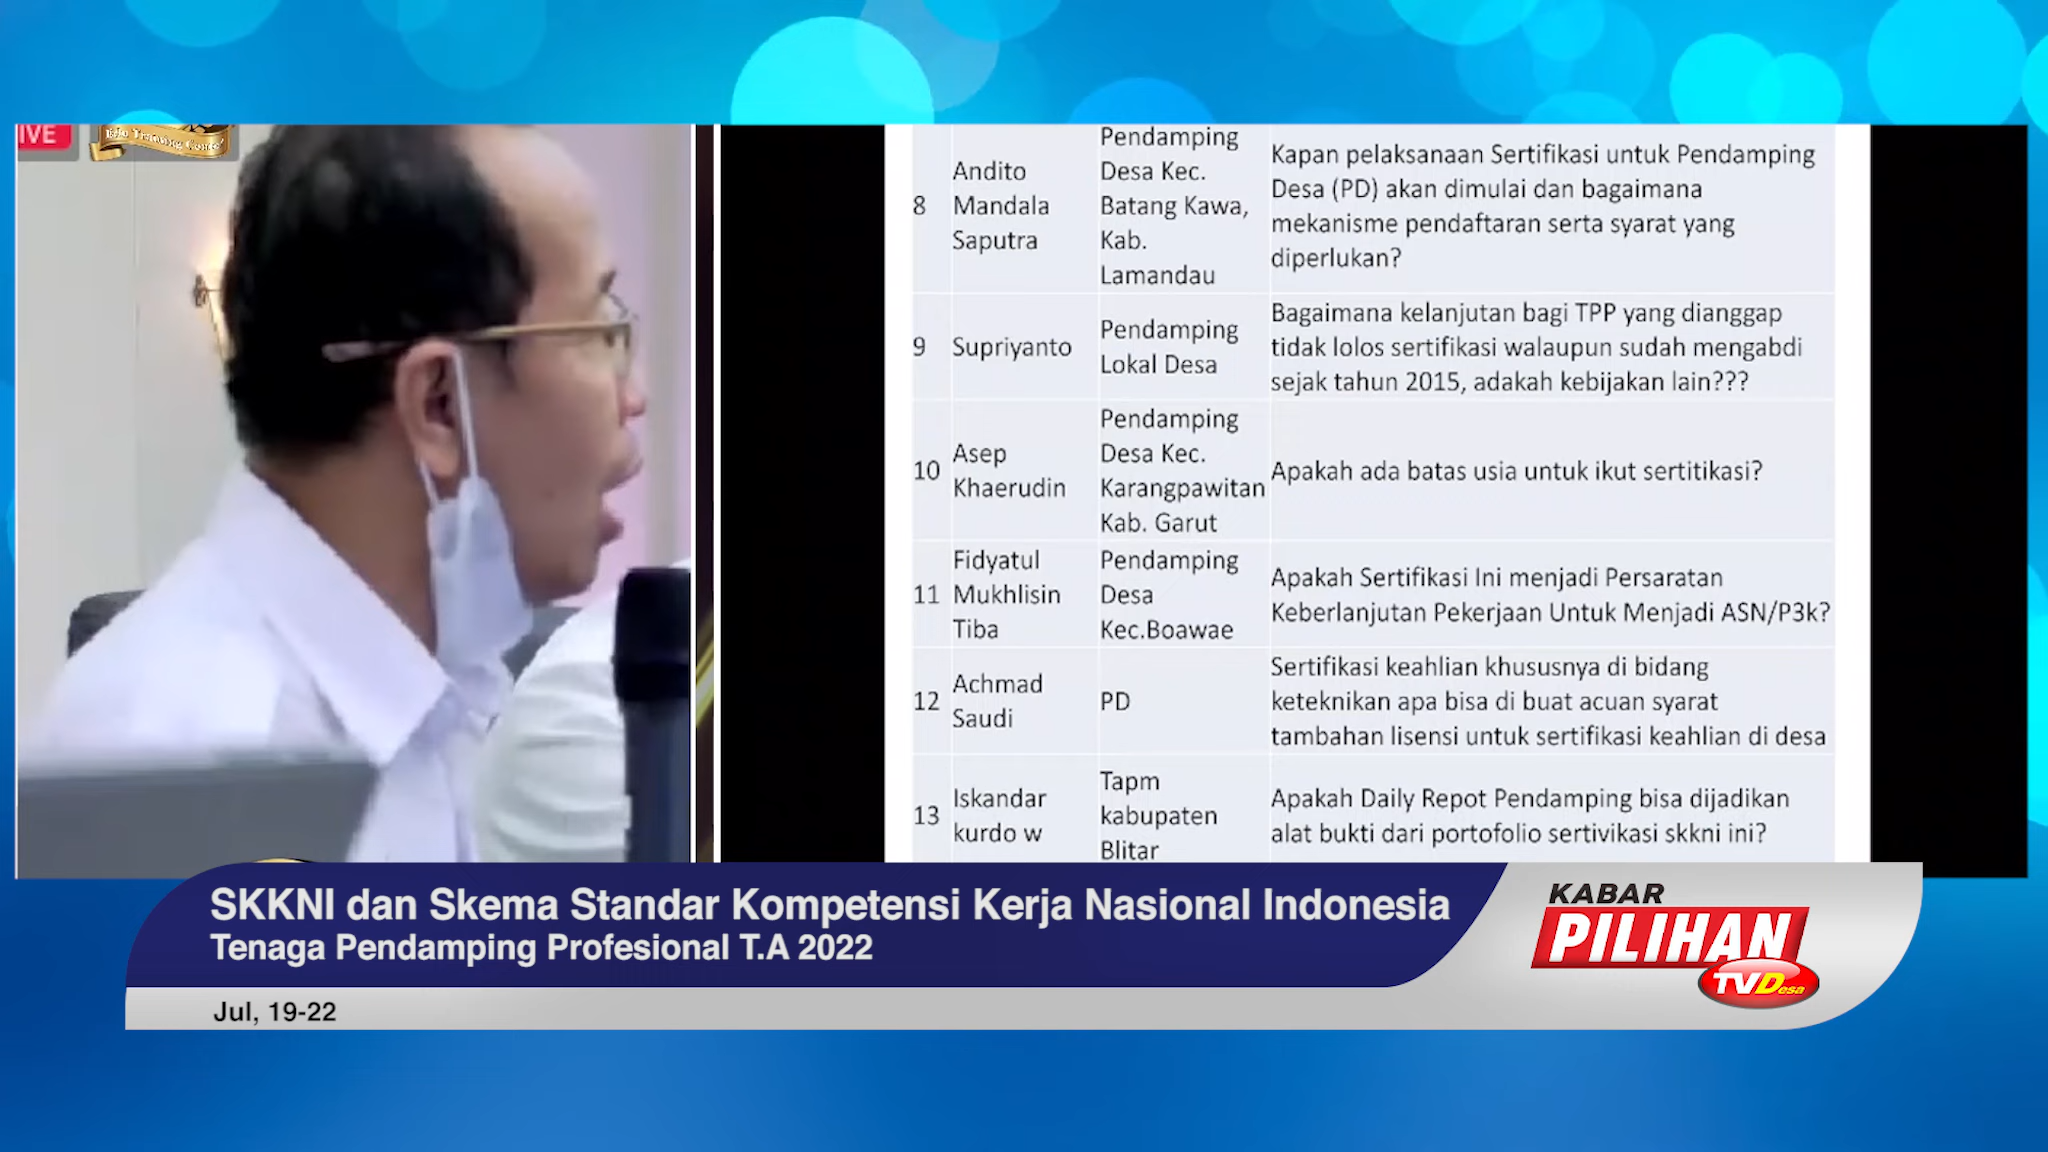 IVE
Pendamping
Desa Kec.
Batang Kawa,
Kab.
Lamandau
8
Andito
Mandala
Saputra
Kapan pelaksanaan Sertifikasi untuk Pendamping
Desa (PD) akan dimulai dan bagaimana
mekanisme pendaftaran serta syarat yang
diperlukan?
9
Supriyanto
Pendamping
Lokal Desa
Bagaimana kelanjutan bagi TPP yang dianggap
tidak lolos sertifikasi walaupun sudah mengabdi
sejak tahun 2015, adakah kebijakan lain???
10
Asep
Khaerudin
Pendamping
Desa Kec.
Karangpawitan
Kab. Garut
Apakah ada batas usia untuk ikut sertitikasi?
11
Fidyatul
Mukhlisin
Tiba
Pendamping
Desa
Kec.Boawae
Apakah Sertifikasi Ini menjadi Persaratan
Keberlanjutan Pekerjaan Untuk Menjadi ASN/P3k?
12
Achmad
Saudi
PD
Sertifikasi keahlian khususnya di bidang
keteknikan apa bisa di buat acuan syarat
tambahan lisensi untuk sertifikasi keahlian di desa
13
Iskandar
kurdo w
Tapm
kabupaten
Blitar
Apakah Daily Repot Pendamping bisa dijadikan
alat bukti dari portofolio sertivikasi skkni ini?
SKKNI dan Skema Standar Kompetensi Kerja Nasional Indonesia
Tenaga Pendamping Profesional T.A 2022
Jul, 19-22
KABAR
PILIHAN
TVDesa